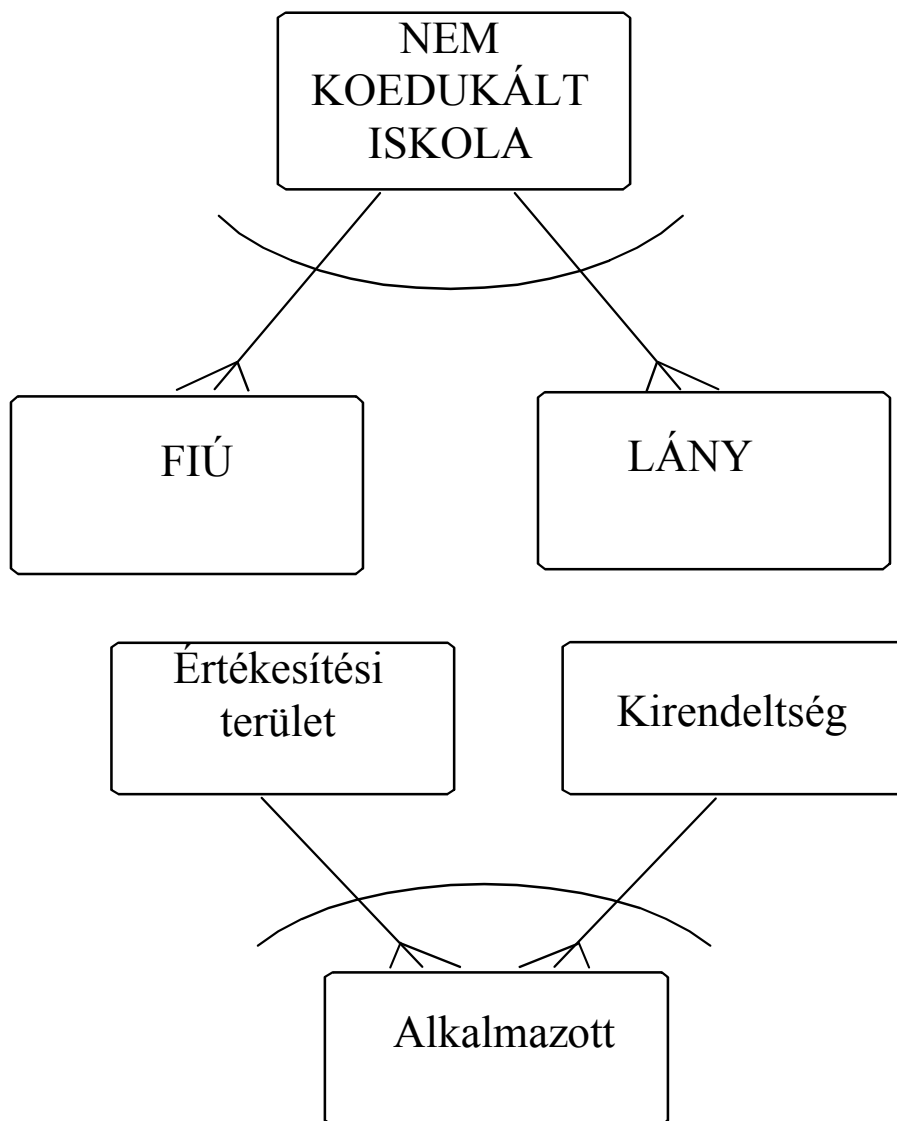 NEM
KOEDUKÁLT
ISKOLA
FIÚ
LÁNY
Értékesítési
terület
Kirendeltség
Alkalmazott